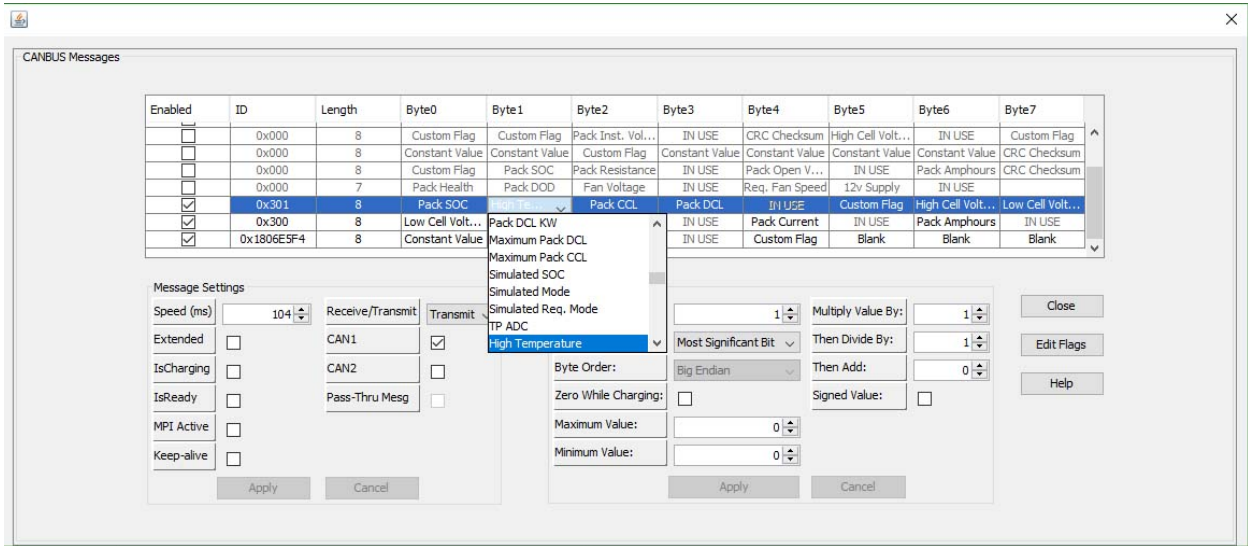 CANBUS Messages
Enabled ID Length Byte0 Byte1 Byte2 Byte3 Byte4 Byte5 Byte6 Byte7
0x000 8 Custom Flag Custom Flag Pack Inst. Vol... IN USE CRC Checksum High Cell Volt... IN USE Custom Flag
0x000 8 Constant Value Constant Value Custom Flag Constant Value Constant Value Constant Value Constant Value CRC Checksum
0x000 8 Custom Flag Pack SOC Pack Resistance IN USE Pack Open V... IN USE Pack Amphours CRC Checksum
0x000 7 Pack Health Pack DOD Fan Voltage IN USE Req. Fan Speed 12v Supply IN USE
0x301 8 Pack SOC High Te... Pack CCL Pack DCL IN USE Custom Flag High Cell Volt... Low Cell Volt...
0x300 8 Low Cell Volt... IN USE Pack Current IN USE Pack Amphours IN USE
0x1806E5F4 8 Constant Value IN USE Custom Flag Blank Blank Blank
Pack DCL KW
Maximum Pack DCL
Maximum Pack CCL
Simulated SOC
Simulated Mode
Simulated Req. Mode
TP ADC
High Temperature
Message Settings
Speed (ms) 104 Receive/Transmit Transmit
Extended CAN1
IsCharging CAN2
IsReady Pass-Thru Mesg
MPI Active
Keep-alive
Apply Cancel
1 Multiply Value By: 1
Most Significant Bit Then Divide By: 1
Byte Order: Big Endian Then Add: 0
Zero While Charging: Signed Value:
Maximum Value: 0
Minimum Value: 0
Apply Cancel
Close
Edit Flags
Help